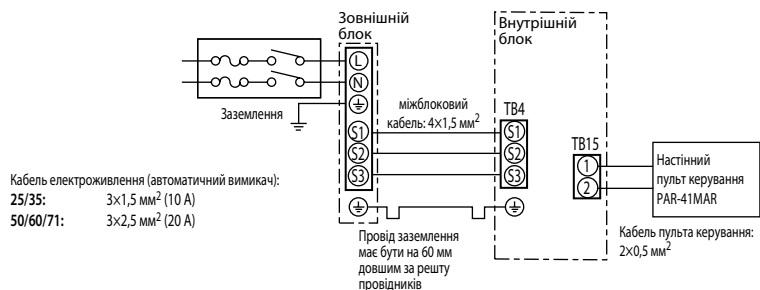 Зовнішній
блок
Внутрішній
блок
L
N
Заземлення
міжблоковий
кабель: 4×1,5 мм²
TB4
S1
S2
S3
S1
S2
S3
TB15
1
2
Настінний
пульт керування
PAR-41MAR
Кабель електроживлення (автоматичний вимикач):
25/35: 3×1,5 мм² (10 А)
50/60/71: 3×2,5 мм² (20 А)
Провід заземлення
має бути на 60 мм
довшим за решту
провідників
Кабель пульта керування:
2×0,5 мм²